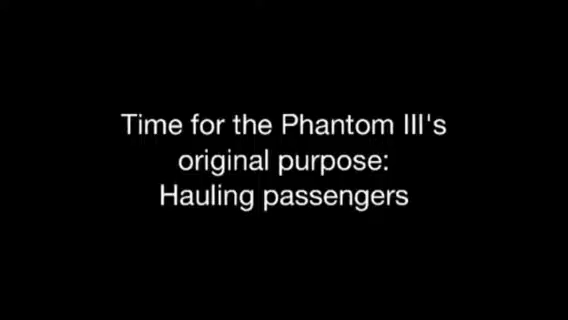 Time for the Phantom III's
original purpose:
Hauling passengers